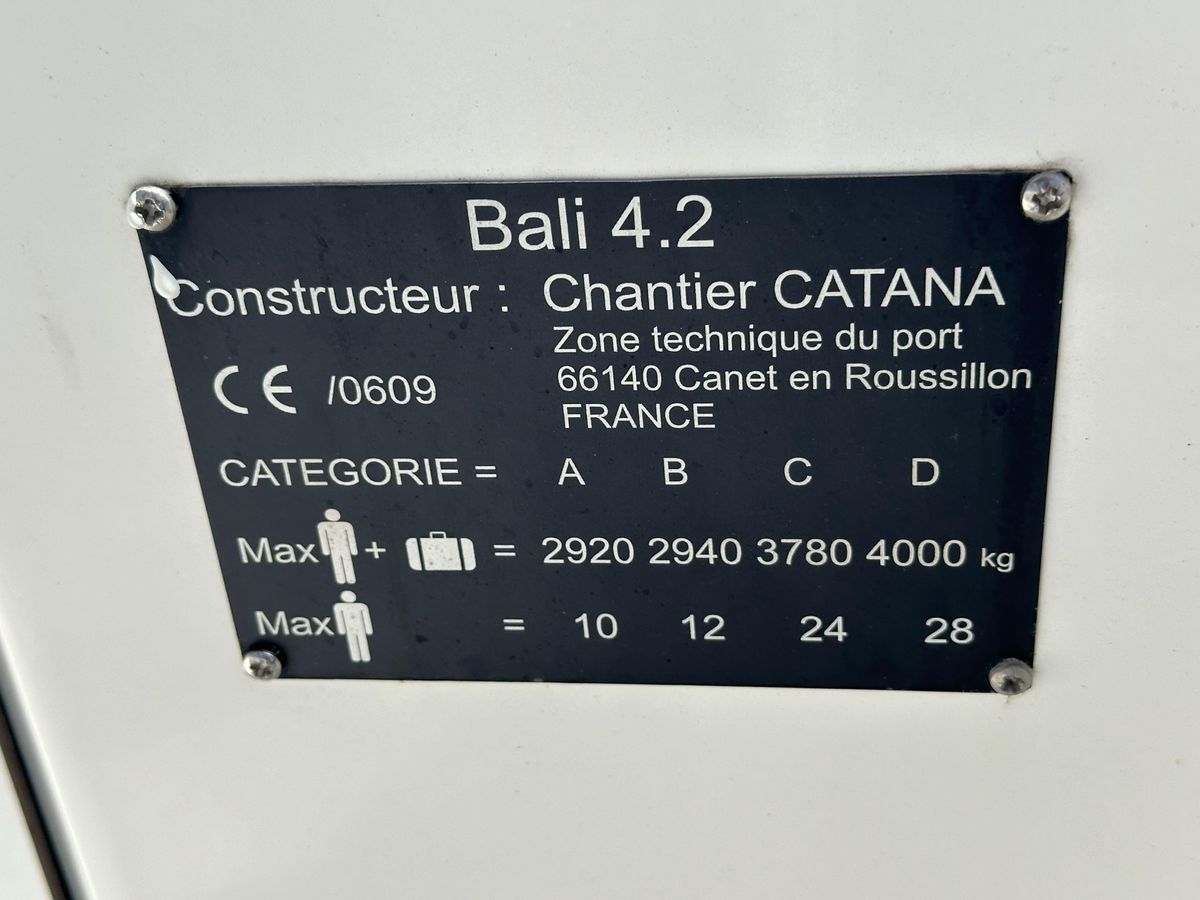 Bali 4.2
Constructeur : Chantier CATANA
Zone technique du port
CE /0609 66140 Canet en Roussillon
FRANCE
CATEGORIE = A B C D
Max + = 2920 2940 3780 4000 kg
Max = 10 12 24 28